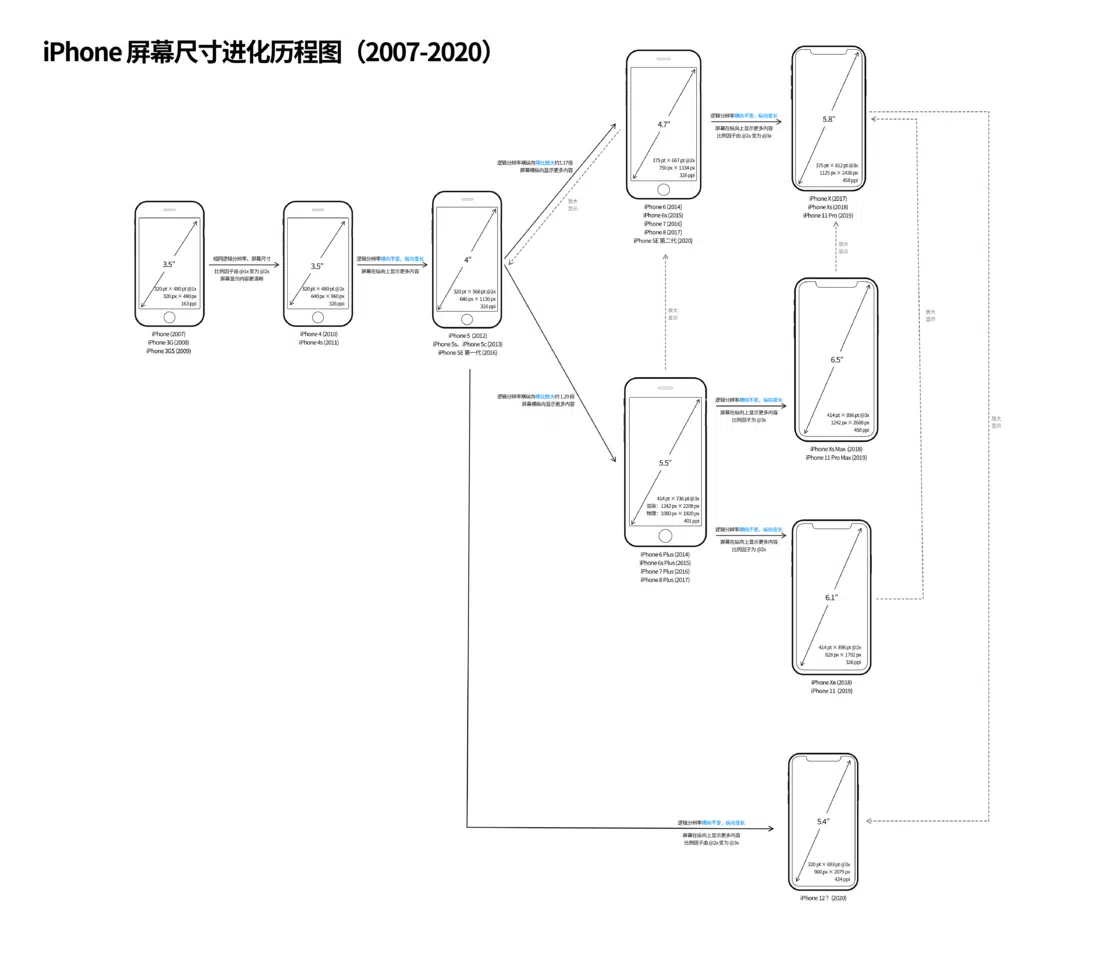 iPhone 屏幕尺寸进化历程图（2007-2020）
3.5"
320 pt × 480 pt @1x
320 px × 480 px
163 ppi
iPhone (2007)
iPhone 3G (2008)
iPhone 3GS (2009)
相同逻辑分辨率、屏幕尺寸
比例因子由 @1x 变为 @2x
屏幕显示内容更清晰
3.5"
320 pt × 480 pt @2x
640 px × 960 px
326 ppi
iPhone 4 (2010)
iPhone 4s (2011)
逻辑分辨率横向不变，纵向变长
屏幕在纵向上显示更多内容
4"
320 pt × 568 pt @2x
640 px × 1136 px
326 ppi
iPhone 5 (2012)
iPhone 5s、iPhone 5c (2013)
iPhone SE 第一代 (2016)
逻辑分辨率横纵向等比放大约1.17倍
屏幕横纵向显示更多内容
放大
显示
4.7"
375 pt × 667 pt @2x
750 px × 1334 px
326 ppi
iPhone 6 (2014)
iPhone 6s (2015)
iPhone 7 (2016)
iPhone 8 (2017)
iPhone SE 第二代 (2020)
逻辑分辨率横向不变，纵向变长
屏幕在纵向上显示更多内容
比例因子由 @2x 变为 @3x
5.8"
375 pt × 812 pt @3x
1125 px × 2436 px
458 ppi
iPhone X (2017)
iPhone Xs (2018)
iPhone 11 Pro (2019)
放大
显示
放大
显示
放大
显示
逻辑分辨率横纵向等比放大约 1.29 倍
屏幕横纵向显示更多内容
5.5"
414 pt × 736 pt @3x
渲染：1242 px × 2208 px
物理：1080 px × 1920 px
401 ppi
iPhone 6 Plus (2014)
iPhone 6s Plus (2015)
iPhone 7 Plus (2016)
iPhone 8 Plus (2017)
逻辑分辨率横向不变，纵向变长
屏幕在纵向上显示更多内容
比例因子为 @3x
6.5"
414 pt × 896 pt @3x
1242 px × 2688 px
458 ppi
iPhone Xs Max (2018)
iPhone 11 Pro Max (2019)
放大
显示
逻辑分辨率横向不变，纵向变长
屏幕在纵向上显示更多内容
比例因子为 @2x
6.1"
414 pt × 896 pt @2x
828 px × 1792 px
326 ppi
iPhone XR (2018)
iPhone 11 (2019)
逻辑分辨率横向不变，纵向变长
屏幕在纵向上显示更多内容
比例因子由 @2x 变为 @3x
5.4"
320 pt × 693 pt @3x
960 px × 2079 px
424 ppi
iPhone 12？ (2020)